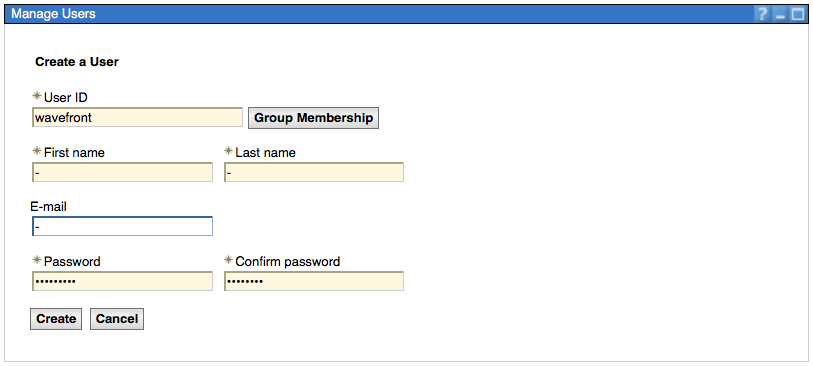 Manage Users
?
Create a User
✳ User ID
wavefront Group Membership
✳ First name ✳ Last name
- -
E-mail
-
✳ Password ✳ Confirm password
••••••••• ••••••••
Create Cancel